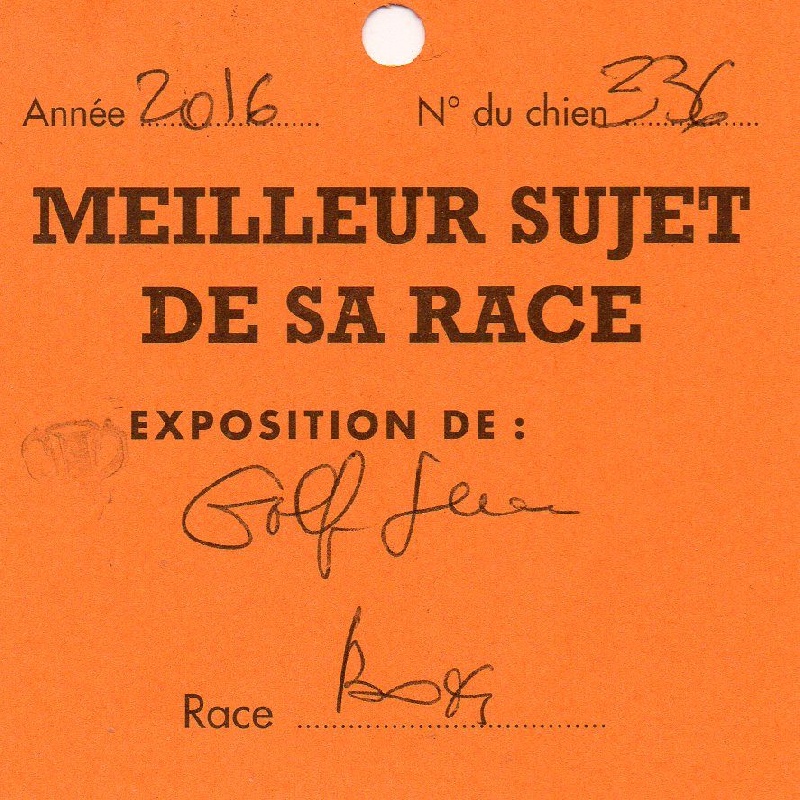 Année 2016 N° du chien 336
MEILLEUR SUJET
DE SA RACE
EXPOSITION DE :
Golf Juan
Race